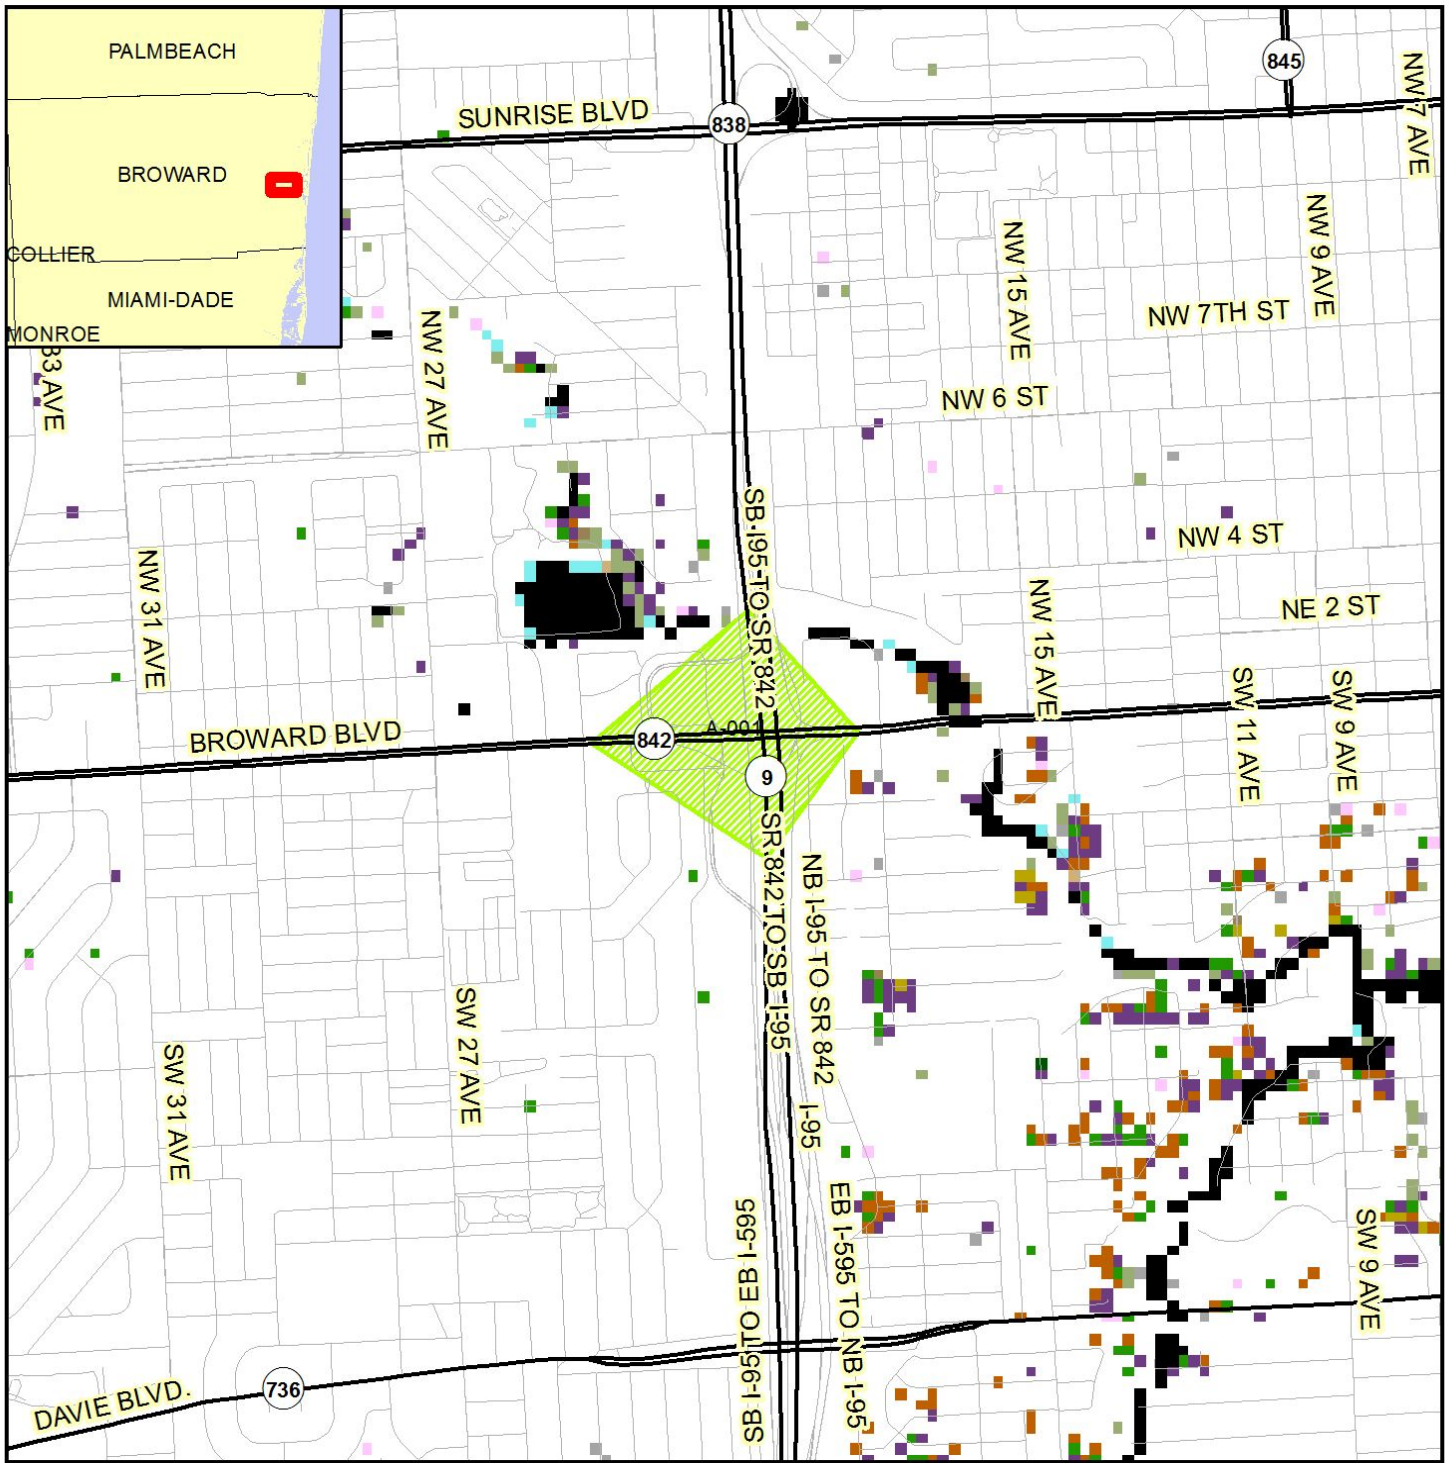 PALMBEACH
BROWARD
COLLIER
MIAMI-DADE
MONROE
845
NW 7 AVE
SUNRISE BLVD
838
NW 9 AVE
NW 15 AVE
NW 7TH ST
NW 27 AVE
33 AVE
NW 6 ST
SB I95 TO SR 842
NW 4 ST
NW 31 AVE
NW 15 AVE
NE 2 ST
SW 11 AVE
SW 9 AVE
BROWARD BLVD
842
A-001
9
SR 842 TO SB I-95
NB I-95 TO SR 842
SW 27 AVE
SW 31 AVE
I-95
SB I-95 TO EB I-595
EB I-595 TO NB I-95
SW 9 AVE
736
DAVIE BLVD.